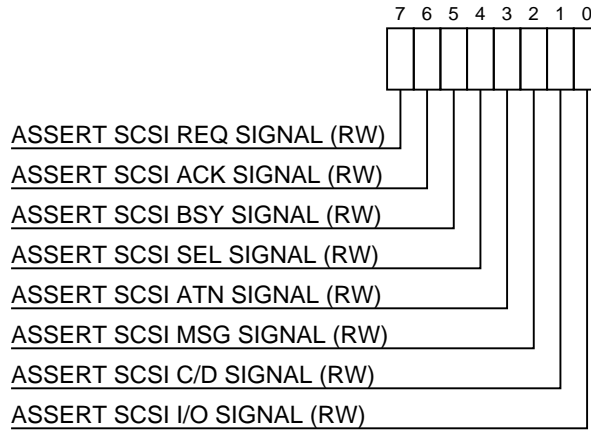 7 6 5 4 3 2 1 0
ASSERT SCSI REQ SIGNAL (RW)
ASSERT SCSI ACK SIGNAL (RW)
ASSERT SCSI BSY SIGNAL (RW)
ASSERT SCSI SEL SIGNAL (RW)
ASSERT SCSI ATN SIGNAL (RW)
ASSERT SCSI MSG SIGNAL (RW)
ASSERT SCSI C/D SIGNAL (RW)
ASSERT SCSI I/O SIGNAL (RW)